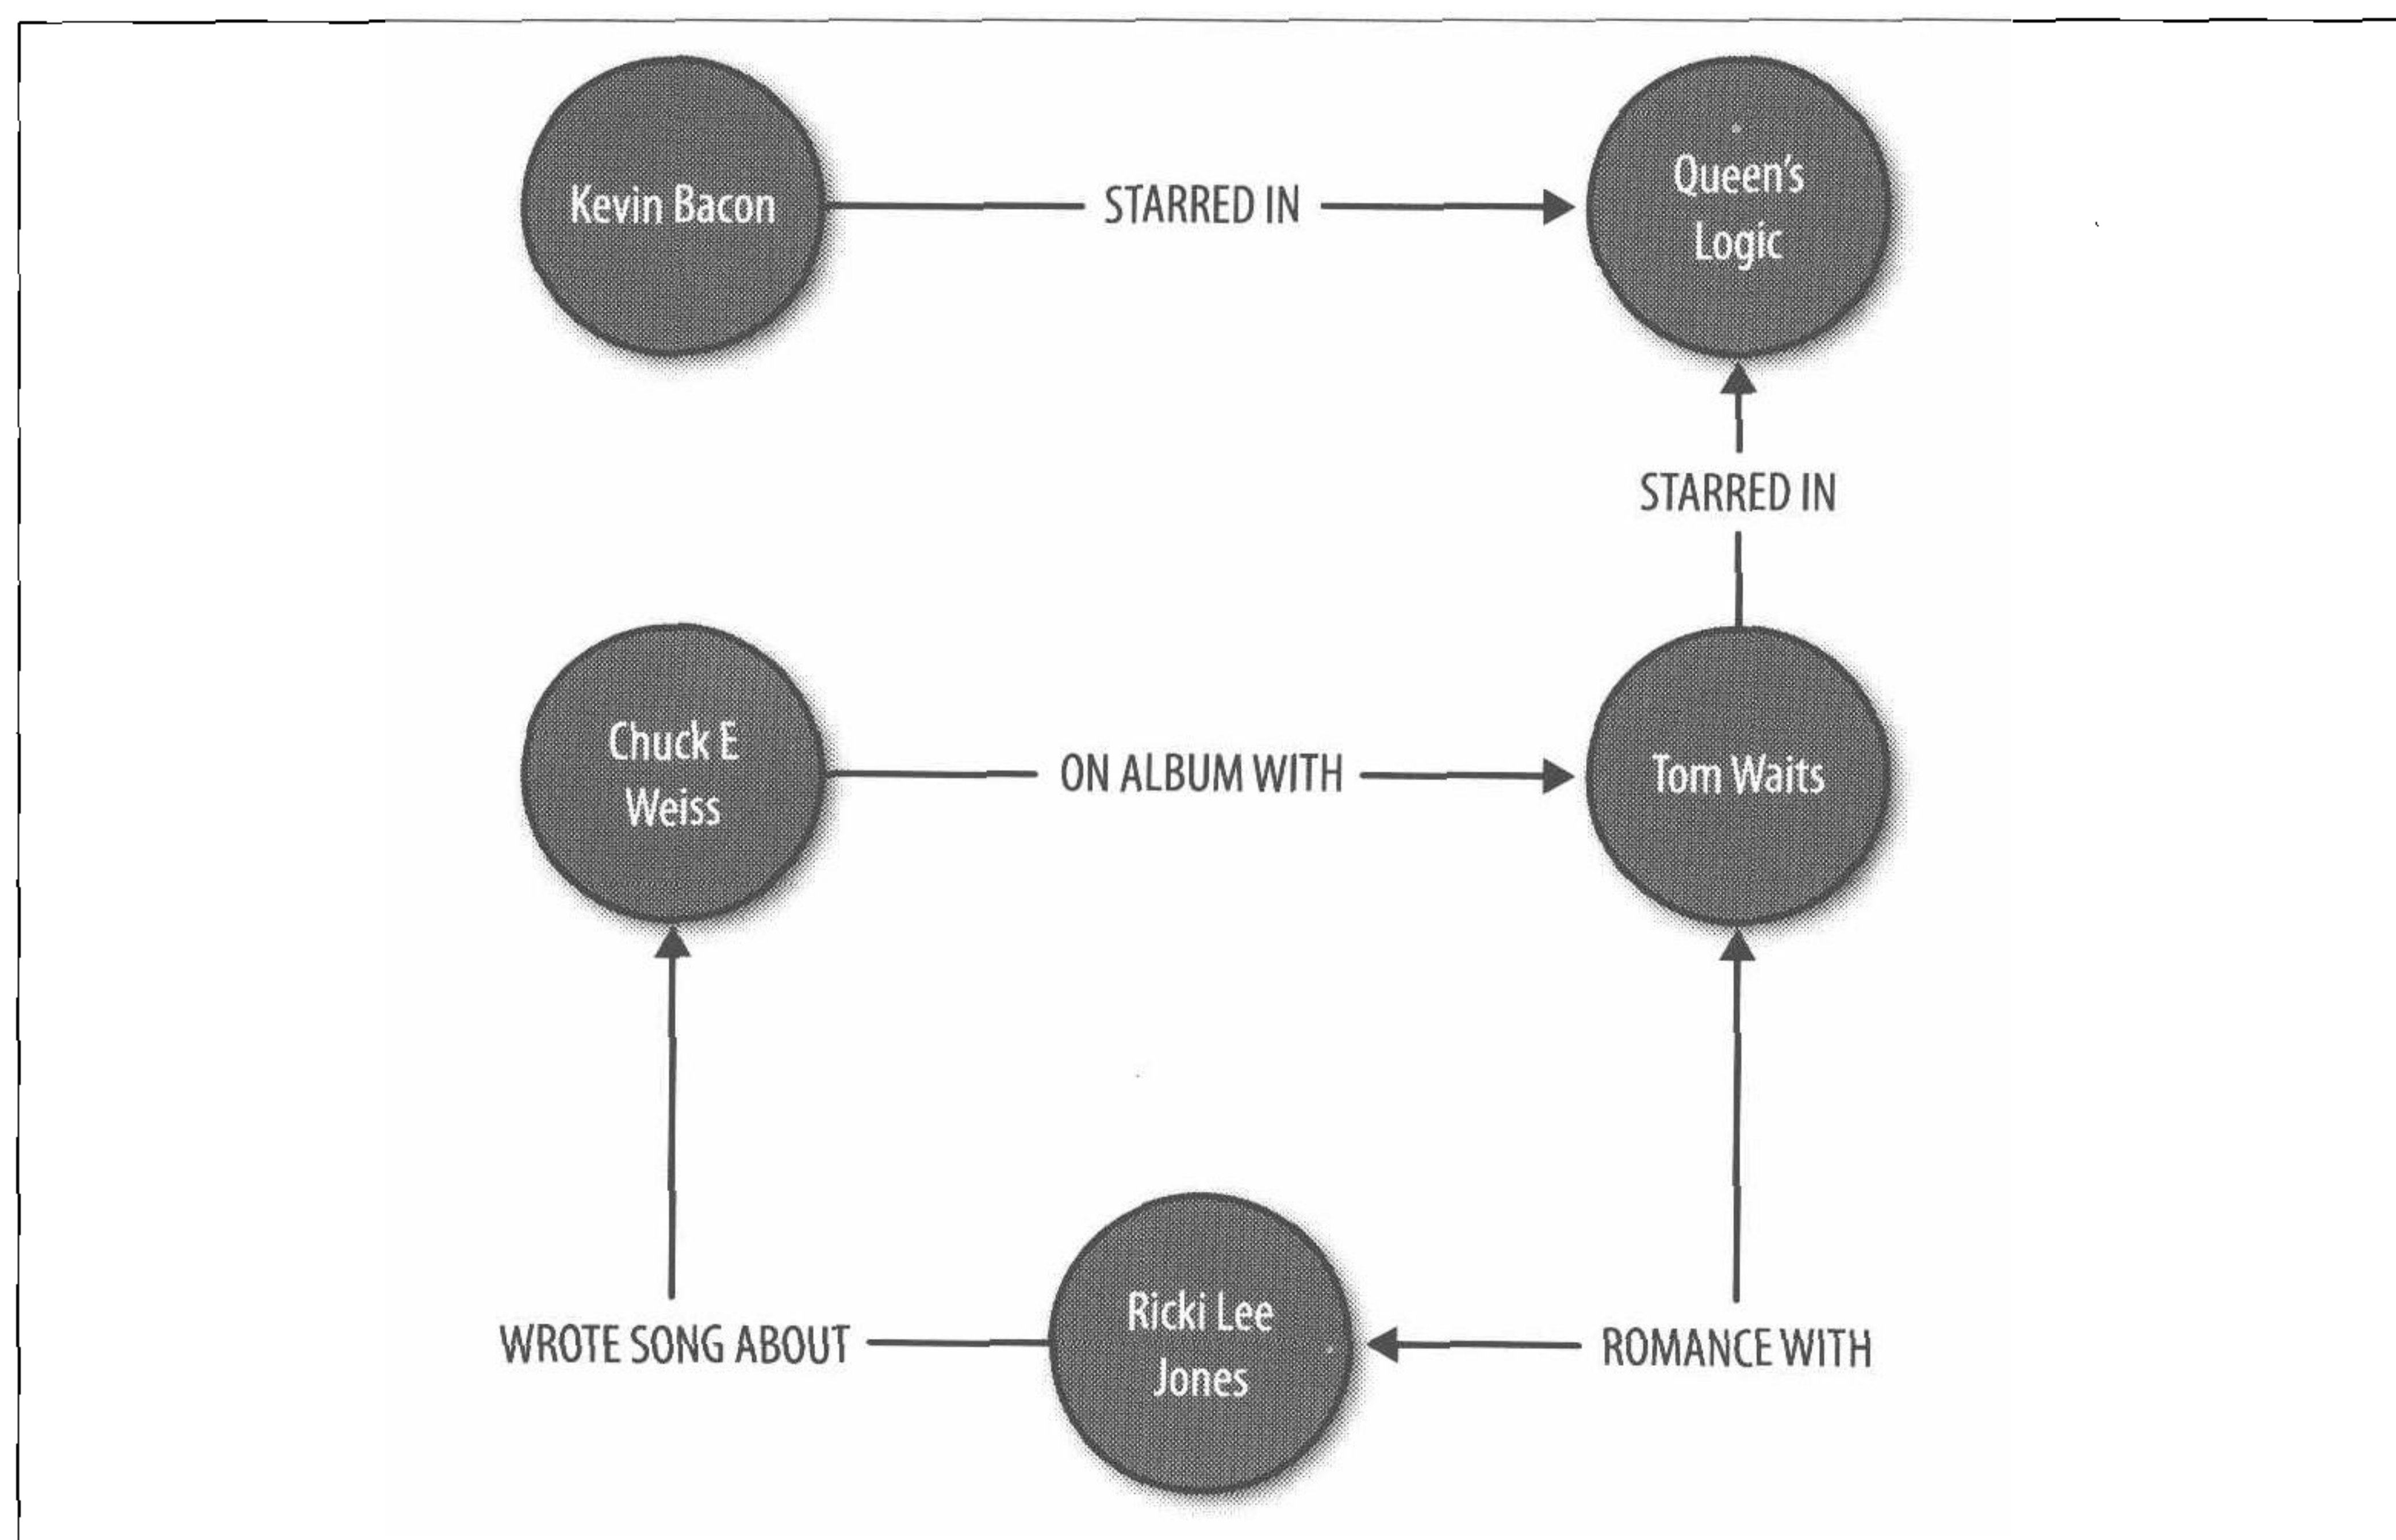 Kevin Bacon
STARRED IN
Queen's
Logic
STARRED IN
Chuck E
Weiss
ON ALBUM WITH
Tom Waits
WROTE SONG ABOUT
Ricki Lee
Jones
ROMANCE WITH